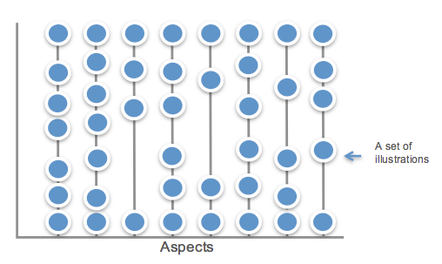 A set of
illustrations
Aspects